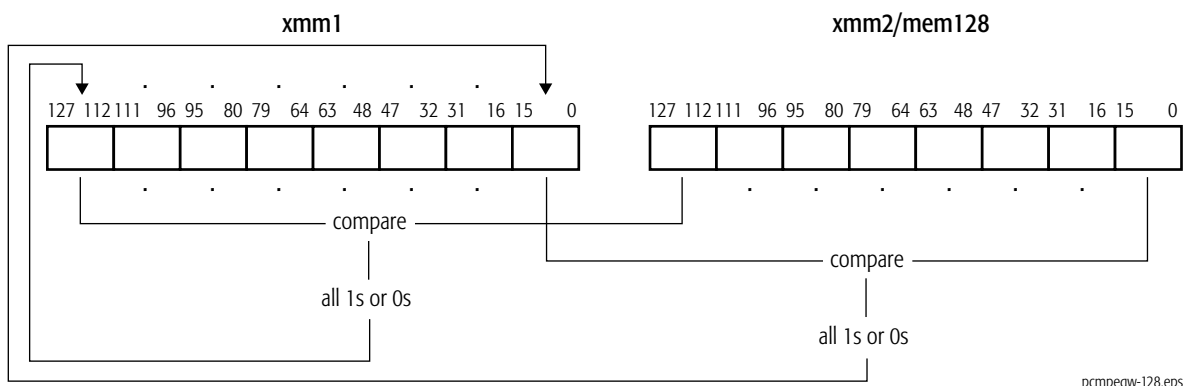 xmm1 xmm2/mem128
. . . . . .
127 112 111 96 95 80 79 64 63 48 47 32 31 16 15 0 127 112 111 96 95 80 79 64 63 48 47 32 31 16 15 0
. . . . . . . . . . . .
compare
compare
all 1s or 0s
all 1s or 0s
pcmpeqw-128.eps